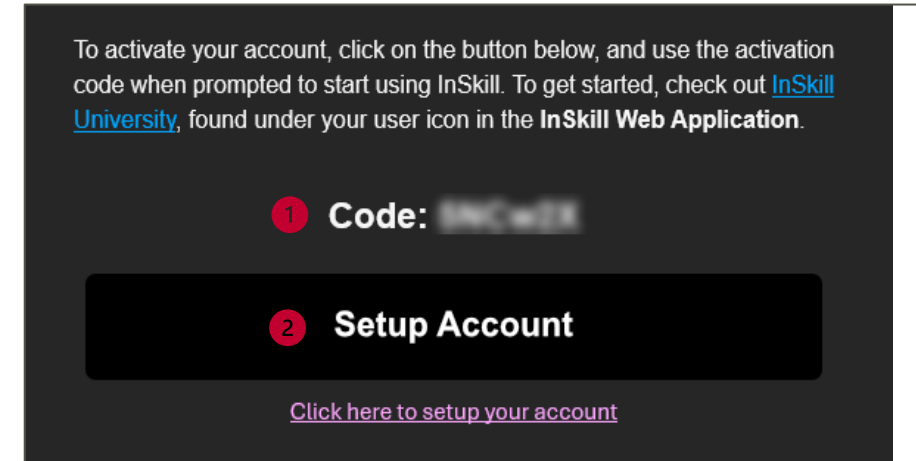 To activate your account, click on the button below, and use the activation
code when prompted to start using InSkill. To get started, check out InSkill
University, found under your user icon in the InSkill Web Application.
1 Code:
2 Setup Account
Click here to setup your account